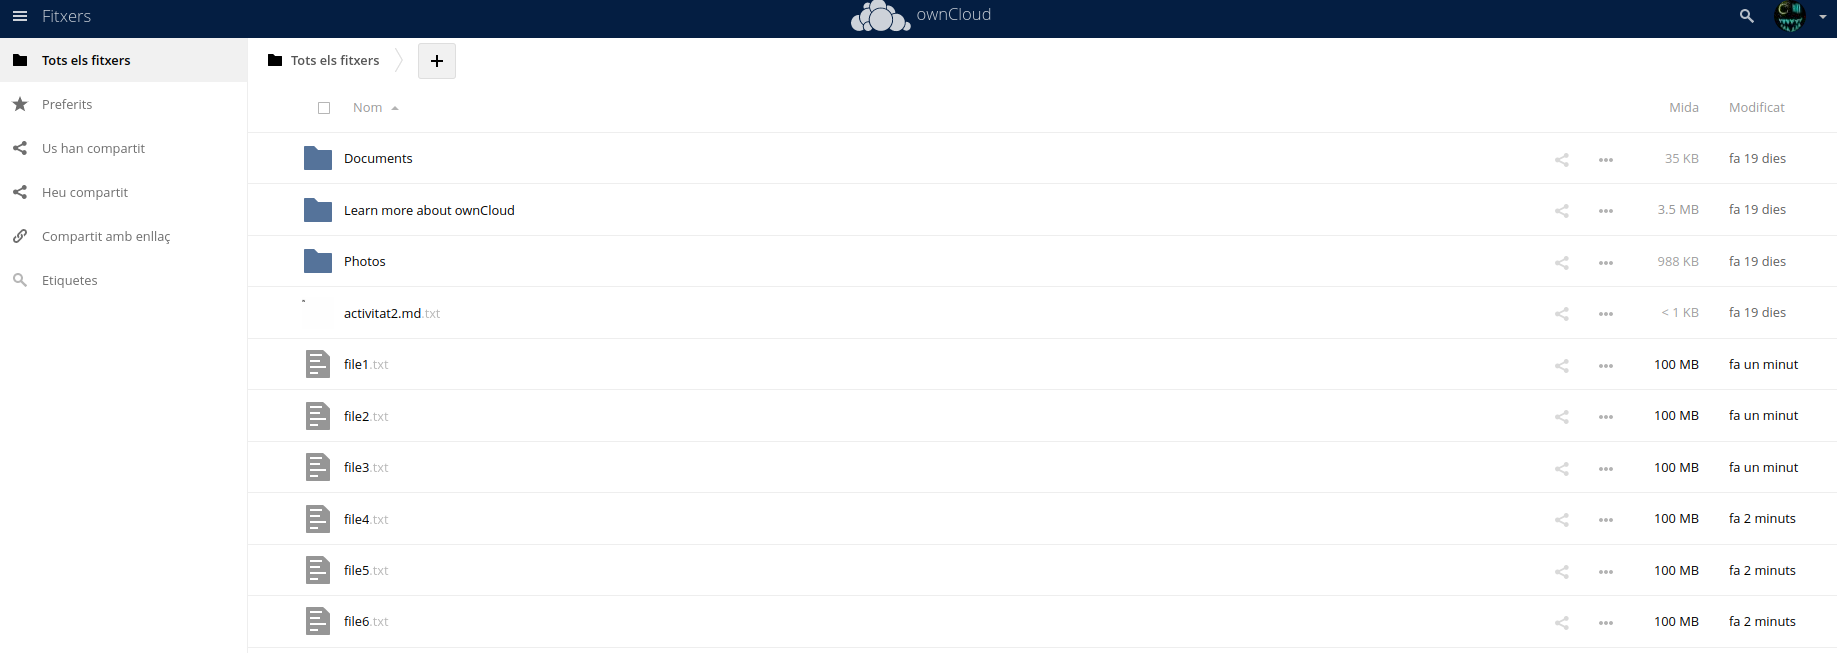 Fitxers
ownCloud
Tots els fitxers
Preferits
Us han compartit
Heu compartit
Compartit amb enllaç
Etiquetes
Tots els fitxers
Nom Mida Modificat
Documents 35 KB fa 19 dies
Learn more about ownCloud 3.5 MB fa 19 dies
Photos 988 KB fa 19 dies
activitat2.md.txt < 1 KB fa 19 dies
file1.txt 100 MB fa un minut
file2.txt 100 MB fa un minut
file3.txt 100 MB fa un minut
file4.txt 100 MB fa 2 minuts
file5.txt 100 MB fa 2 minuts
file6.txt 100 MB fa 2 minuts